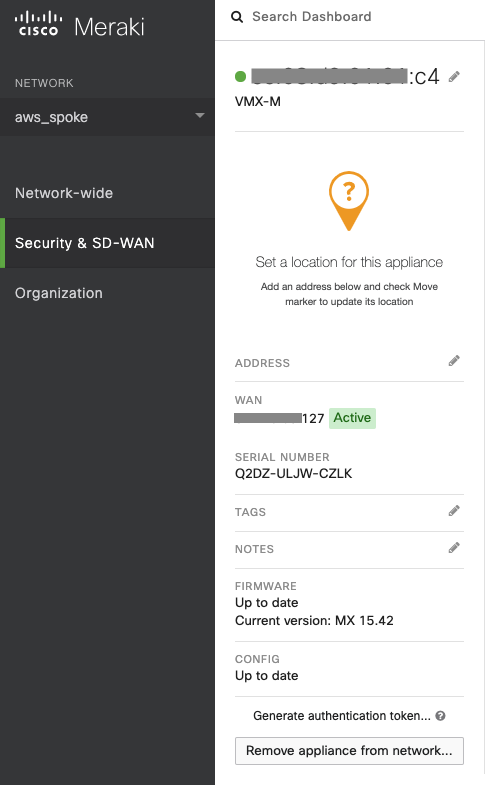 CISCO Meraki
NETWORK
aws_spoke
Network-wide
Security & SD-WAN
Organization
Search Dashboard
:c4
VMX-M
?
Set a location for this appliance
Add an address below and check Move
marker to update its location
ADDRESS
WAN
127 Active
SERIAL NUMBER
Q2DZ-ULJW-CZLK
TAGS
NOTES
FIRMWARE
Up to date
Current version: MX 15.42
CONFIG
Up to date
Generate authentication token... ?
Remove appliance from network...